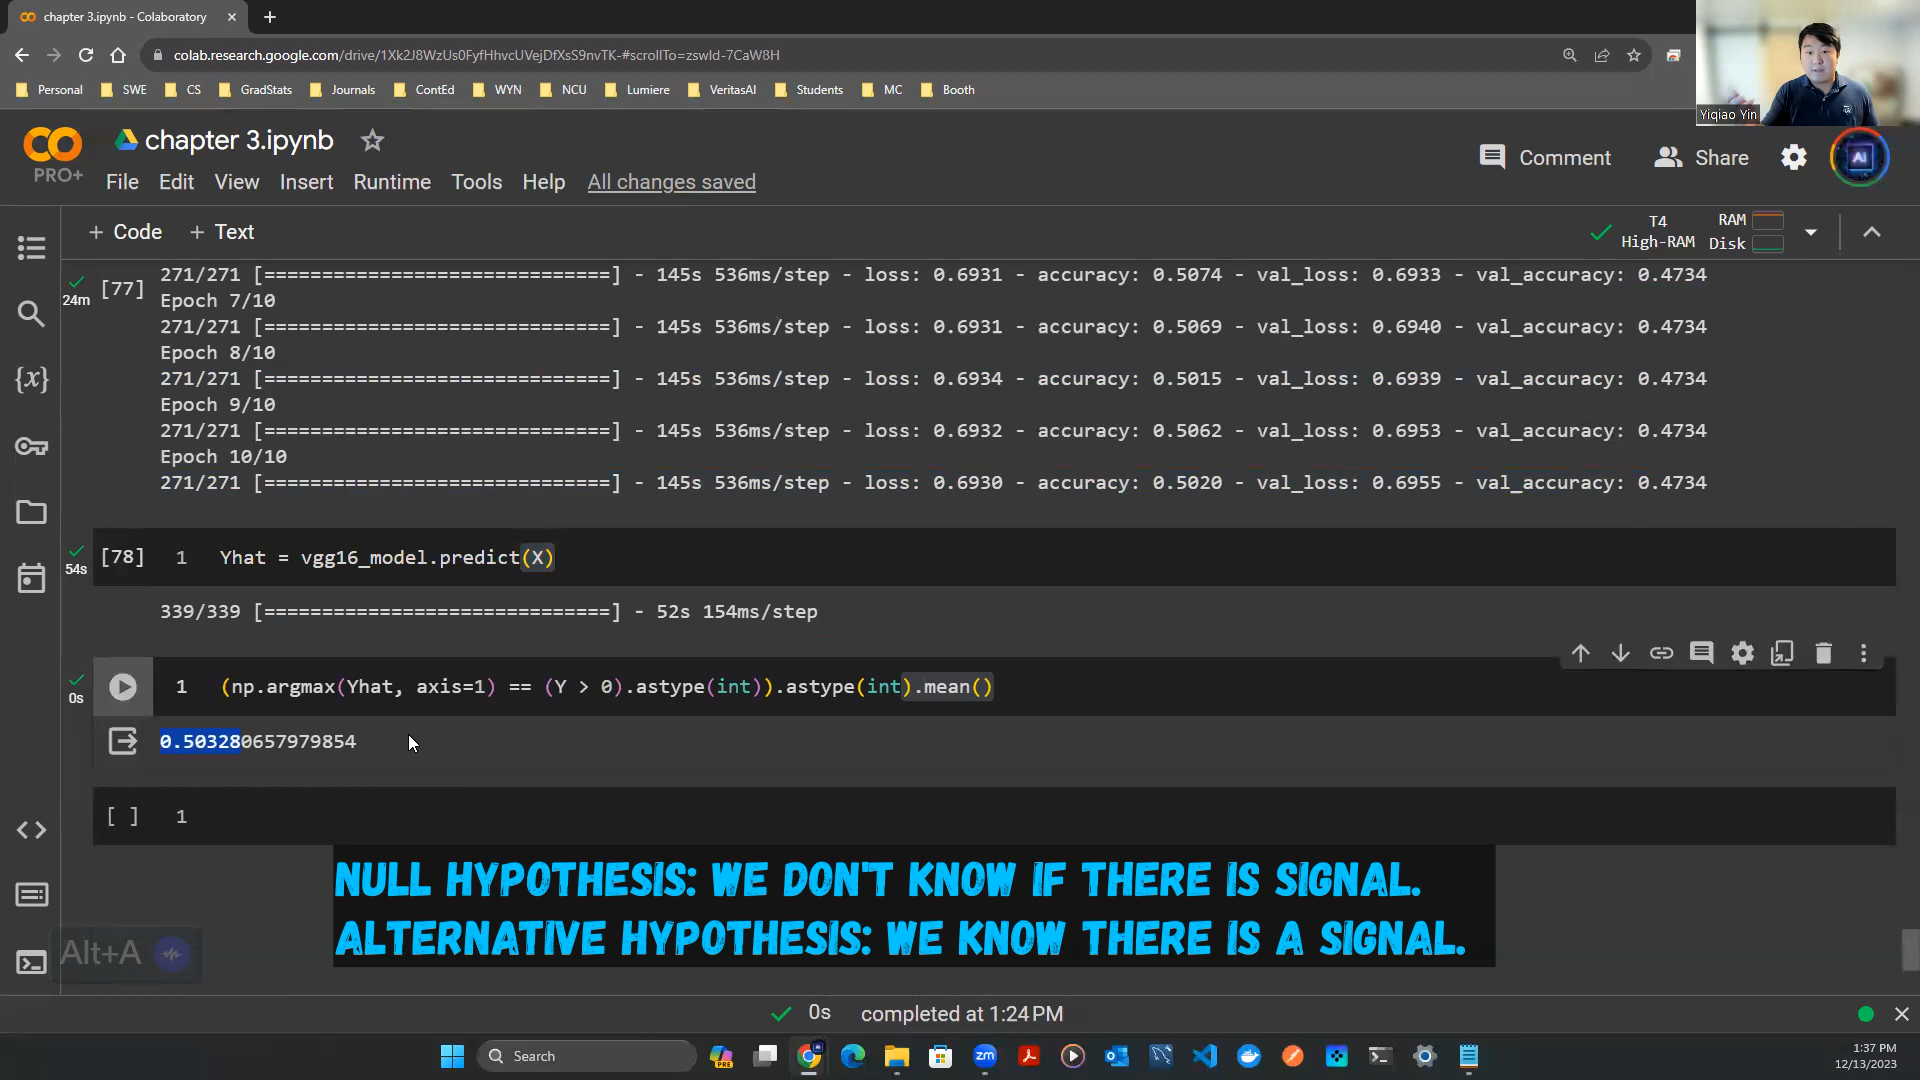 chapter 3.ipynb - Colaboratory
colab.research.google.com/drive/1Xk2J8WzUs0FyfHhvcUVejDfXsS9nvTK-#scrollTo=zswId-7CaW8H
Personal SWE CS GradStats Journals ContEd WYN NCU Lumiere VeritasAI Students MC Booth
Yiqiao Yin
chapter 3.ipynb
PRO+
File Edit View Insert Runtime Tools Help All changes saved
Comment Share
AI
+ Code + Text
T4
High-RAM
RAM
Disk
[77]
24m
271/271 [==============================] - 145s 536ms/step - loss: 0.6931 - accuracy: 0.5074 - val_loss: 0.6933 - val_accuracy: 0.4734
Epoch 7/10
271/271 [==============================] - 145s 536ms/step - loss: 0.6931 - accuracy: 0.5069 - val_loss: 0.6940 - val_accuracy: 0.4734
Epoch 8/10
271/271 [==============================] - 145s 536ms/step - loss: 0.6934 - accuracy: 0.5015 - val_loss: 0.6939 - val_accuracy: 0.4734
Epoch 9/10
271/271 [==============================] - 145s 536ms/step - loss: 0.6932 - accuracy: 0.5062 - val_loss: 0.6953 - val_accuracy: 0.4734
Epoch 10/10
271/271 [==============================] - 145s 536ms/step - loss: 0.6930 - accuracy: 0.5020 - val_loss: 0.6955 - val_accuracy: 0.4734
[78] 1 Yhat = vgg16_model.predict(X)
54s
339/339 [==============================] - 52s 154ms/step
1 (np.argmax(Yhat, axis=1) == (Y > 0).astype(int)).astype(int).mean()
0s
0.503280657979854
[ ] 1
NULL HYPOTHESIS: WE DON'T KNOW IF THERE IS SIGNAL.
ALTERNATIVE HYPOTHESIS: WE KNOW THERE IS A SIGNAL.
Alt+A
0s completed at 1:24 PM
Search
zm
PRE
1:37 PM
12/13/2023